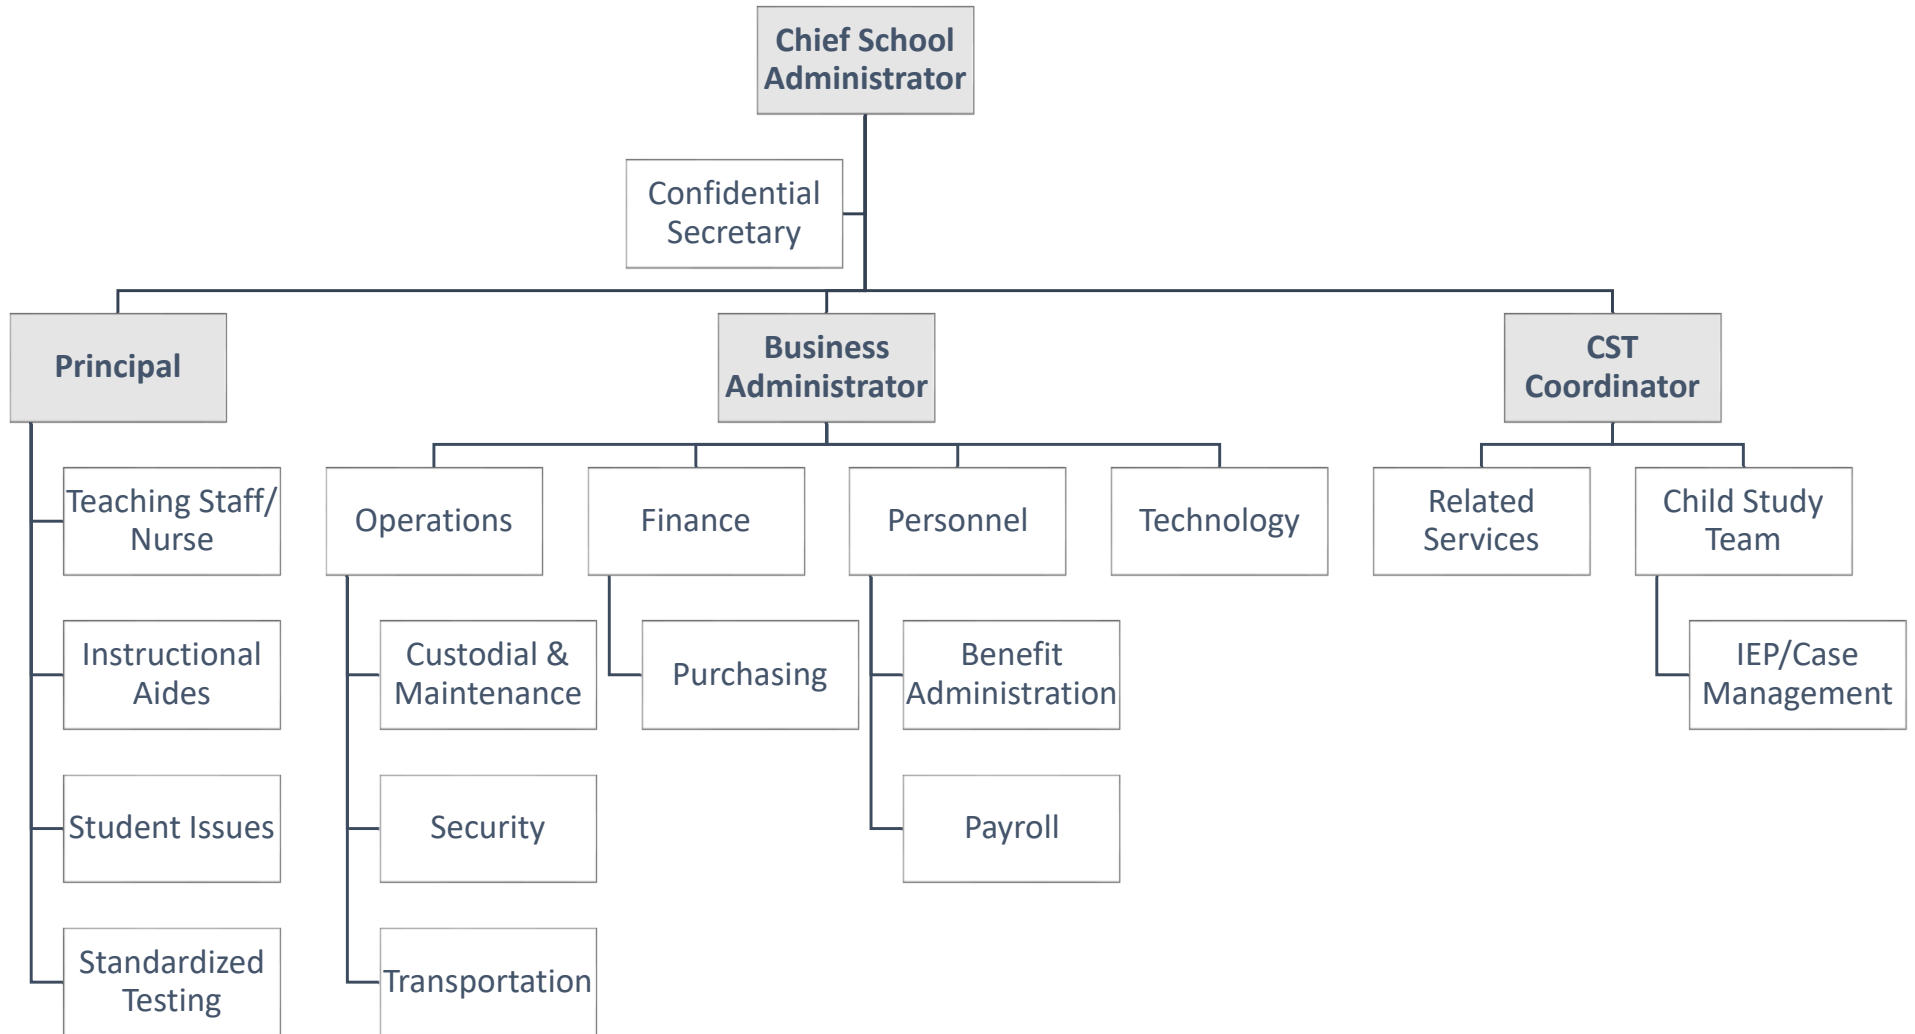 Chief School
Administrator
Confidential
Secretary
Principal
Business
Administrator
CST
Coordinator
Teaching Staff/
Nurse
Operations
Finance
Personnel
Technology
Related
Services
Child Study
Team
Instructional
Aides
Custodial &
Maintenance
Purchasing
Benefit
Administration
IEP/Case
Management
Student Issues
Security
Payroll
Standardized
Testing
Transportation